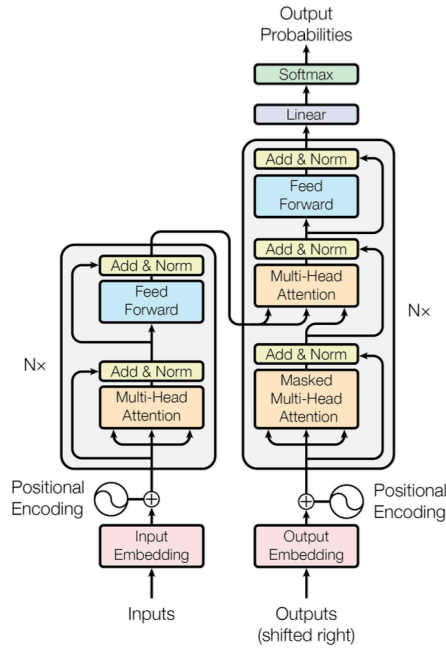 Output
Probabilities
Softmax
Linear
Add & Norm
Feed
Forward
Add & Norm
Multi-Head
Attention
Add & Norm
Masked
Multi-Head
Attention
N×
Positional
Encoding
Output
Embedding
Outputs
(shifted right)
Add & Norm
Feed
Forward
Add & Norm
Multi-Head
Attention
N×
Positional
Encoding
Input
Embedding
Inputs